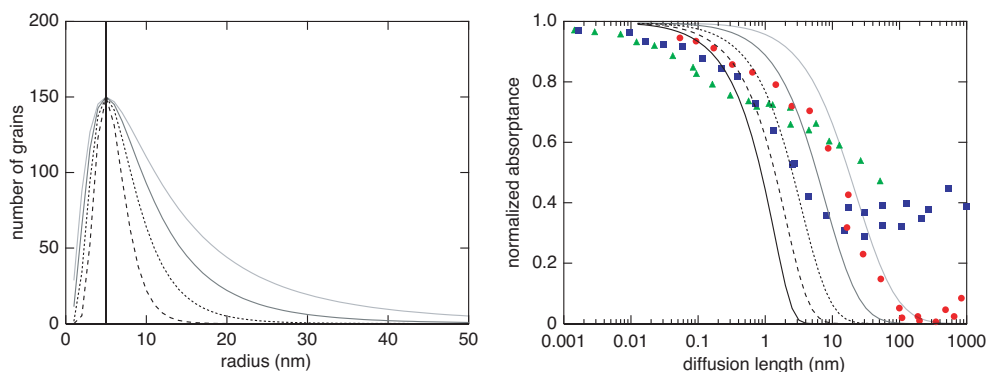 number of grains
200
150
100
50
0
0 10 20 30 40 50
radius (nm)
normalized absorptance
1.0
0.8
0.6
0.4
0.2
0
0.001 0.01 0.1 1 10 100 1000
diffusion length (nm)